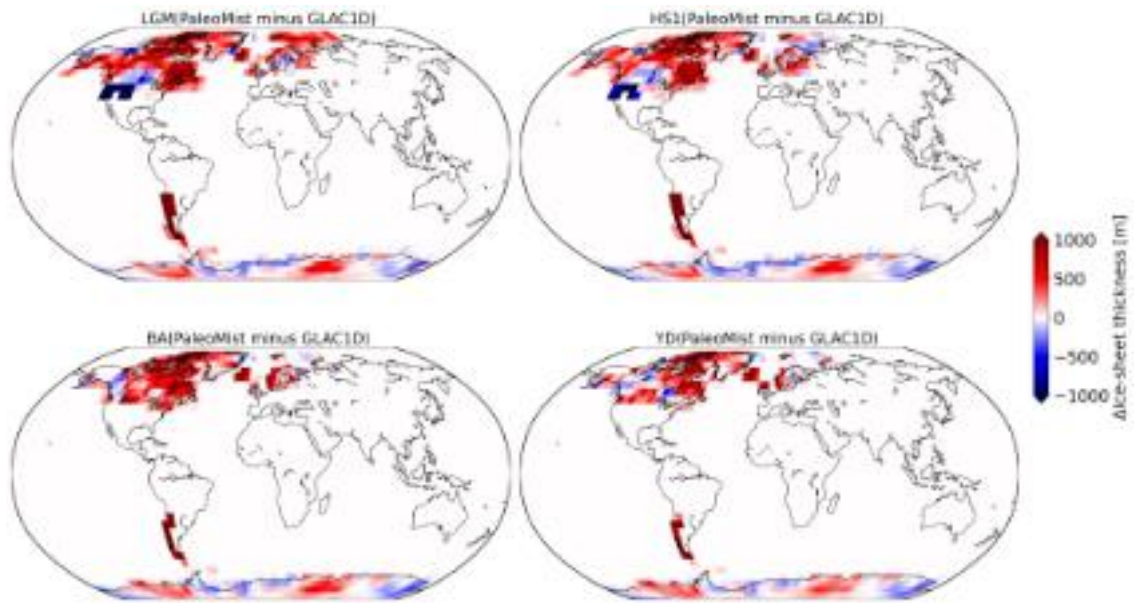 LGM(PaleoMist minus GLAC1D)
HS1(PaleoMist minus GLAC1D)
BA(PaleoMist minus GLAC1D)
YD(PaleoMist minus GLAC1D)
1000
500
0
−500
−1000
ΔIce-sheet thickness [m]